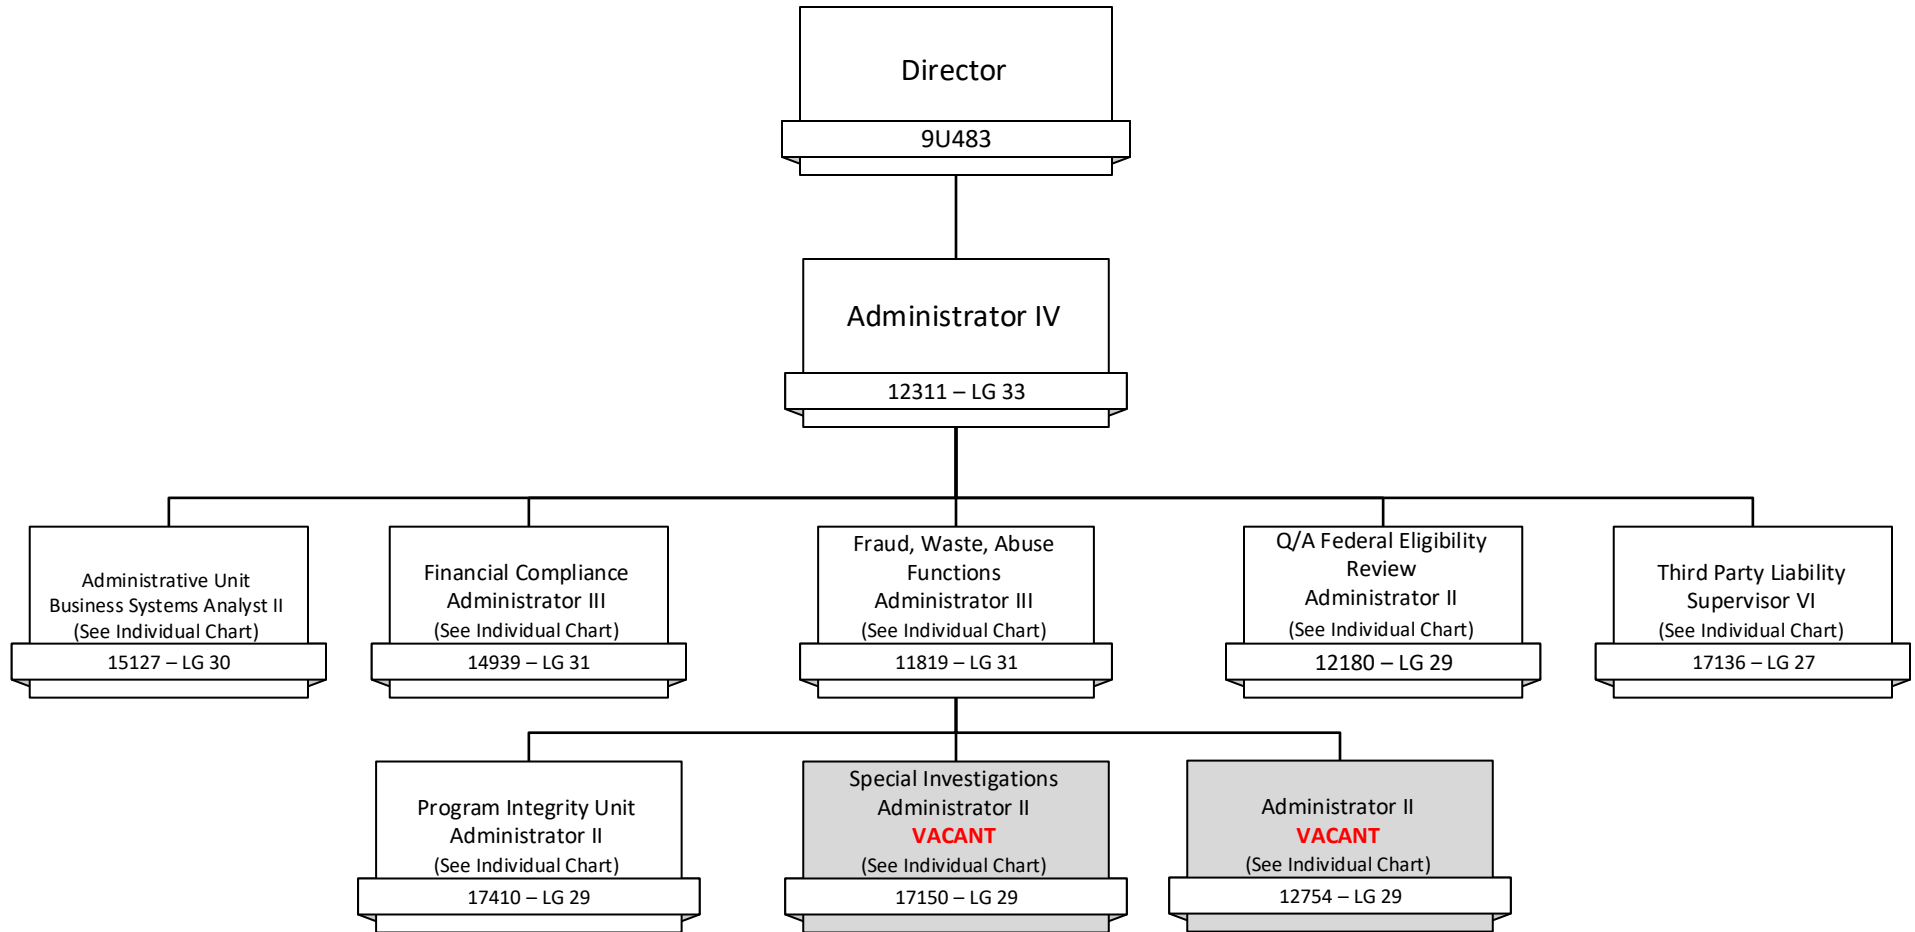 Director
9U483
Administrator IV
12311 – LG 33
Administrative Unit
Business Systems Analyst II
(See Individual Chart)
15127 – LG 30
Financial Compliance
Administrator III
(See Individual Chart)
14939 – LG 31
Fraud, Waste, Abuse
Functions
Administrator III
(See Individual Chart)
11819 – LG 31
Q/A Federal Eligibility
Review
Administrator II
(See Individual Chart)
12180 – LG 29
Third Party Liability
Supervisor VI
(See Individual Chart)
17136 – LG 27
Program Integrity Unit
Administrator II
(See Individual Chart)
17410 – LG 29
Special Investigations
Administrator II
VACANT
(See Individual Chart)
17150 – LG 29
Administrator II
VACANT
(See Individual Chart)
12754 – LG 29